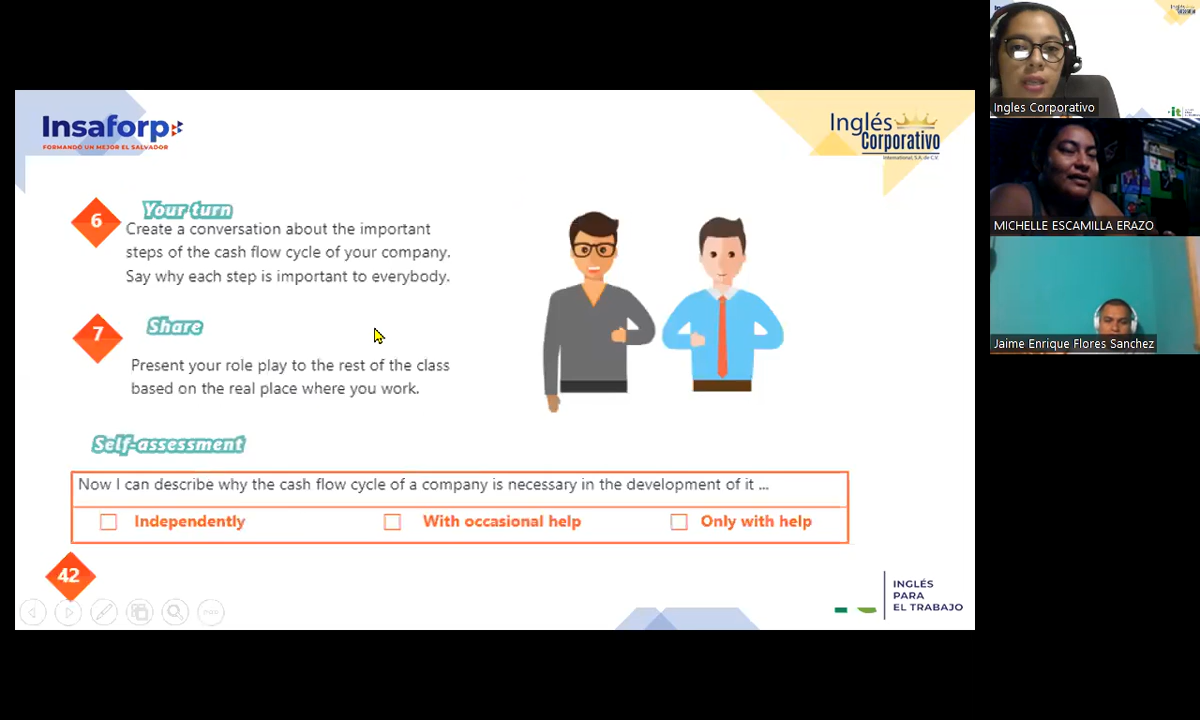 Insaforp
FORMANDO UN MEJOR EL SALVADOR
Inglés
Corporativo
International, S.A. de C.V.
6
Your turn
Create a conversation about the important
steps of the cash flow cycle of your company.
Say why each step is important to everybody.
7
Share
Present your role play to the rest of the class
based on the real place where you work.
Self-assessment
Now I can describe why the cash flow cycle of a company is necessary in the development of it ...
Independently
With occasional help
Only with help
42
INGLÉS
PARA
EL TRABAJO
Ingles Corporativo
MICHELLE ESCAMILLA ERAZO
Jaime Enrique Flores Sanchez